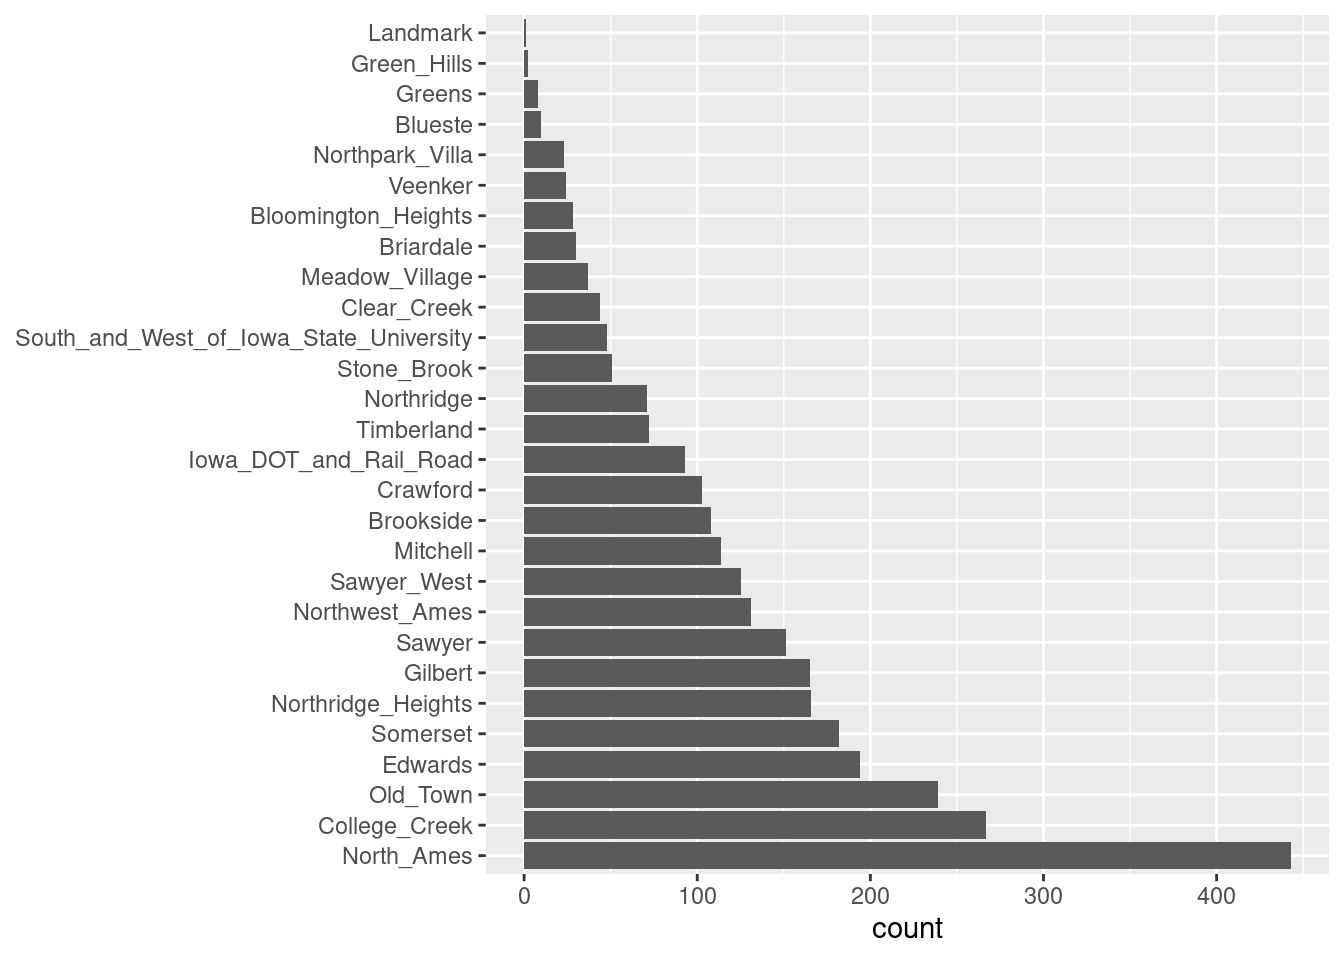 Landmark
Green_Hills
Greens
Blueste
Northpark_Villa
Veenker
Bloomington_Heights
Briardale
Meadow_Village
Clear_Creek
South_and_West_of_Iowa_State_University
Stone_Brook
Northridge
Timberland
Iowa_DOT_and_Rail_Road
Crawford
Brookside
Mitchell
Sawyer_West
Northwest_Ames
Sawyer
Gilbert
Northridge_Heights
Somerset
Edwards
Old_Town
College_Creek
North_Ames
0 100 200 300 400
count